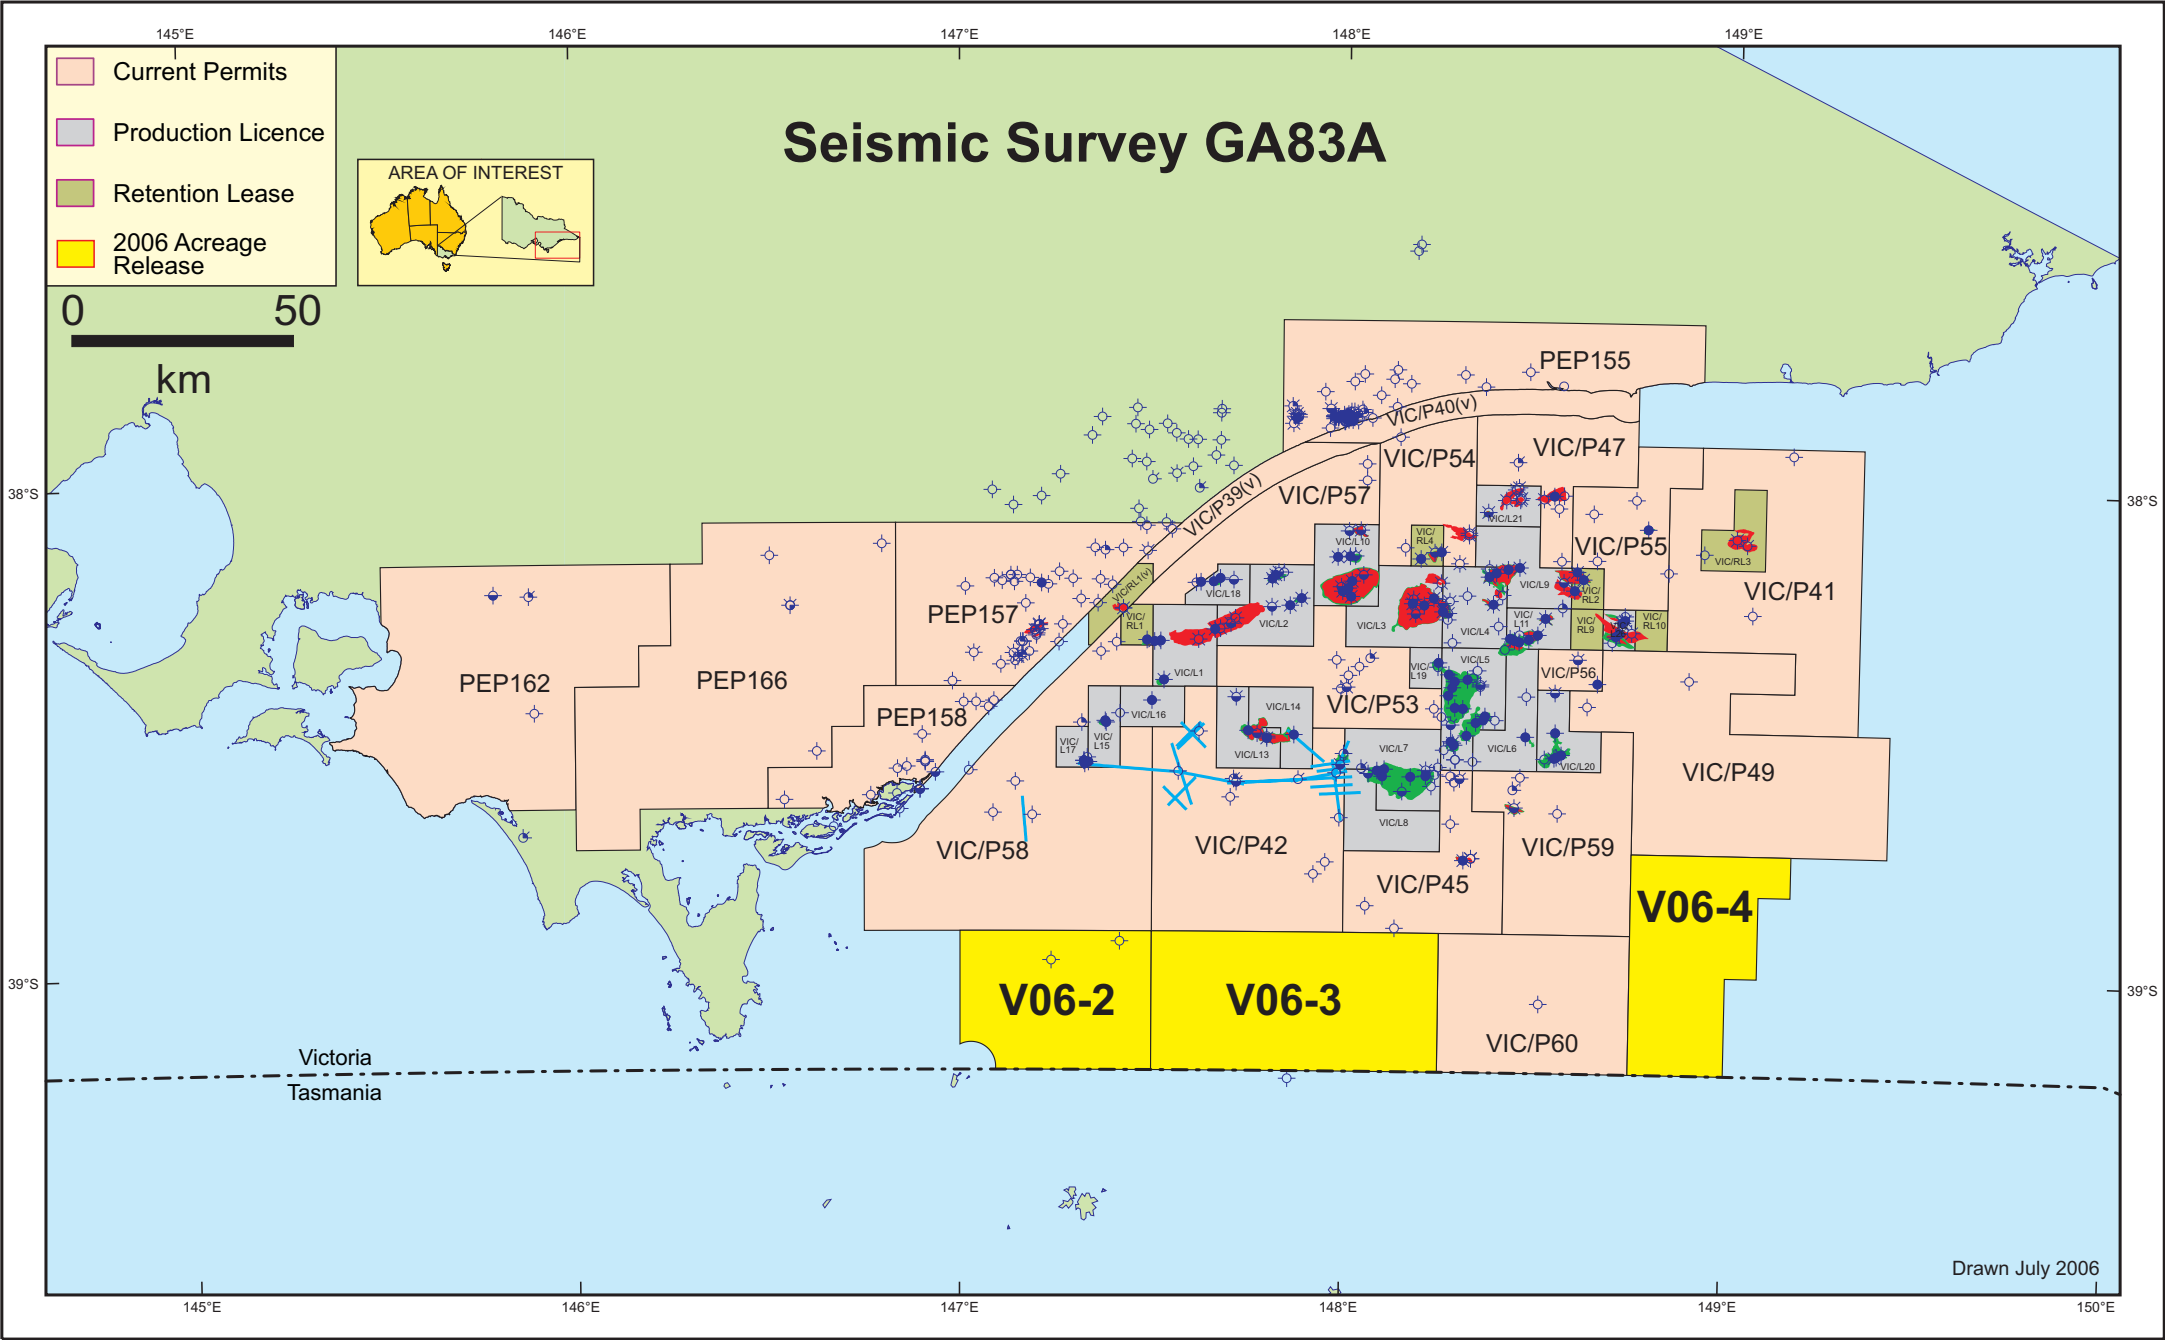 145°E
146°E
147°E
148°E
149°E
Current Permits
Production Licence
Retention Lease
2006 Acreage
Release
AREA OF INTEREST
Seismic Survey GA83A
0 50
km
PEP155
VIC/P40(v)
VIC/P47
VIC/P54
VIC/P57
VIC/P39(v)
38°S
38°S
VIC/L21
VIC/L10
VIC/
RL4
VIC/P55
VIC/RL3
VIC/P41
VIC/RL1(v)
VIC/L18
VIC/L9
VIC/
RL2
PEP157
VIC/
RL1
VIC/L2
VIC/L3
VIC/L4
VIC/
L11
VIC/
RL9
VIC/
RL10
PEP162
PEP166
VIC/L1
VIC/
L19
VIC/L5
VIC/P56
VIC/P53
PEP158
VIC/L16
VIC/L14
VIC/
L17
VIC/
L15
VIC/L13
VIC/L7
VIC/L6
VIC/L20
VIC/P49
VIC/L8
VIC/P58
VIC/P42
VIC/P59
VIC/P45
V06-4
39°S
39°S
V06-2
V06-3
VIC/P60
Victoria
Tasmania
Drawn July 2006
145°E
146°E
147°E
148°E
149°E
150°E